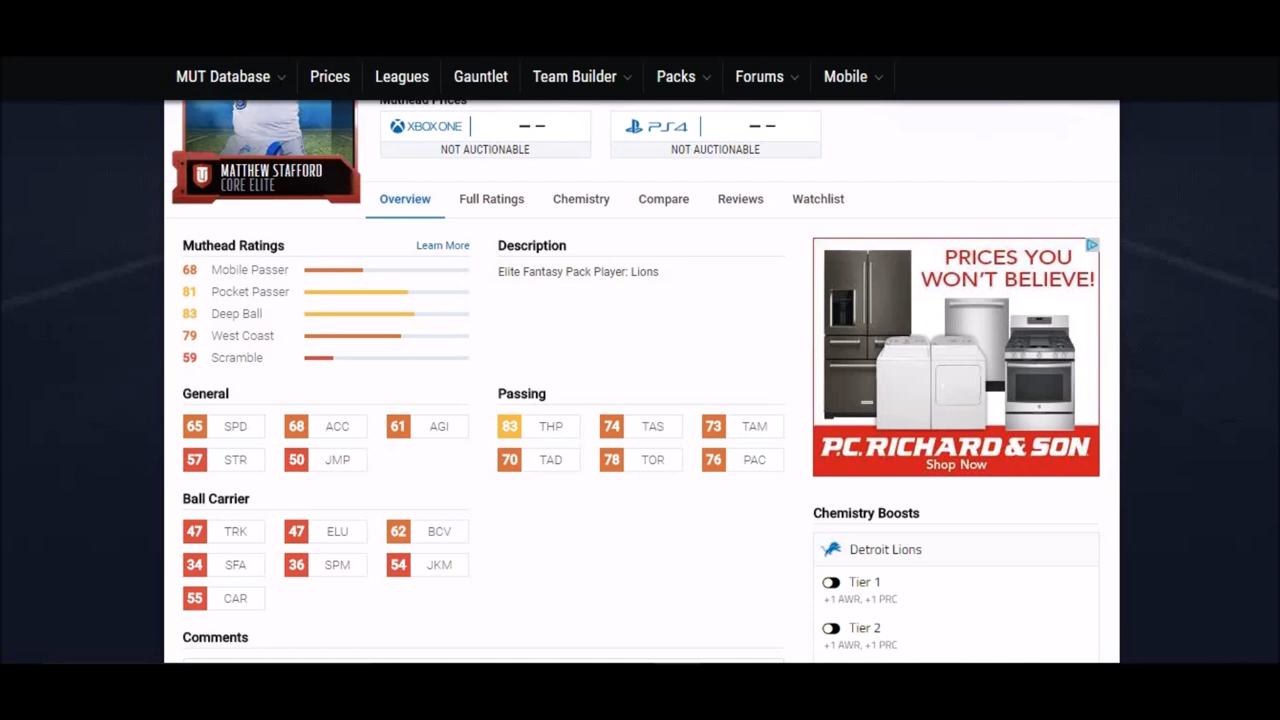 MUT Database Prices Leagues Gauntlet Team Builder Packs Forums Mobile
Muthead Prices
XBOX ONE – –
NOT AUCTIONABLE
PS4 – –
NOT AUCTIONABLE
MATTHEW STAFFORD
CORE ELITE
Overview Full Ratings Chemistry Compare Reviews Watchlist
Muthead Ratings Learn More
68 Mobile Passer
81 Pocket Passer
83 Deep Ball
79 West Coast
59 Scramble
Description
Elite Fantasy Pack Player: Lions
General
65 SPD 68 ACC 61 AGI
57 STR 50 JMP
Passing
83 THP 74 TAS 73 TAM
70 TAD 78 TOR 76 PAC
Ball Carrier
47 TRK 47 ELU 62 BCV
34 SFA 36 SPM 54 JKM
55 CAR
Comments
PRICES YOU
WON'T BELIEVE!
P.C. RICHARD & SON
Shop Now
Chemistry Boosts
Detroit Lions
Tier 1
+1 AWR, +1 PRC
Tier 2
+1 AWR, +1 PRC